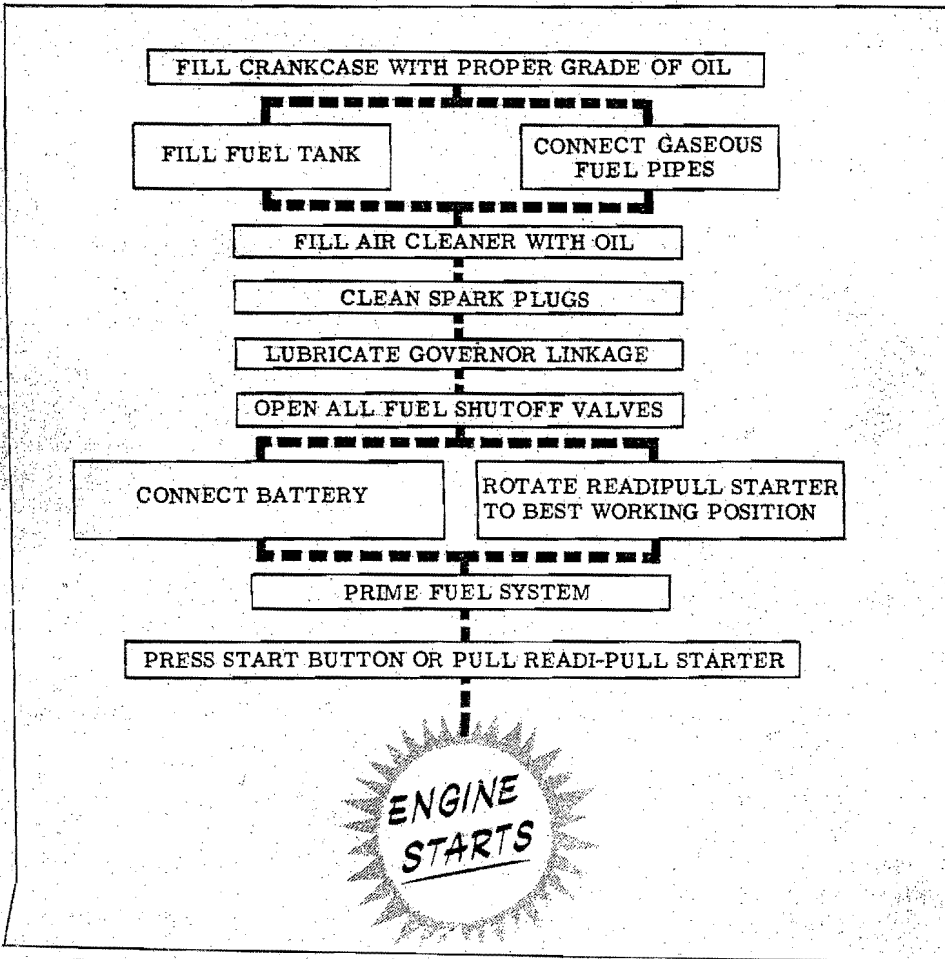 FILL CRANKCASE WITH PROPER GRADE OF OIL
FILL FUEL TANK
CONNECT GASEOUS
FUEL PIPES
FILL AIR CLEANER WITH OIL
CLEAN SPARK PLUGS
LUBRICATE GOVERNOR LINKAGE
OPEN ALL FUEL SHUTOFF VALVES
CONNECT BATTERY
ROTATE READIPULL STARTER
TO BEST WORKING POSITION
PRIME FUEL SYSTEM
PRESS START BUTTON OR PULL READI-PULL STARTER
ENGINE
STARTS